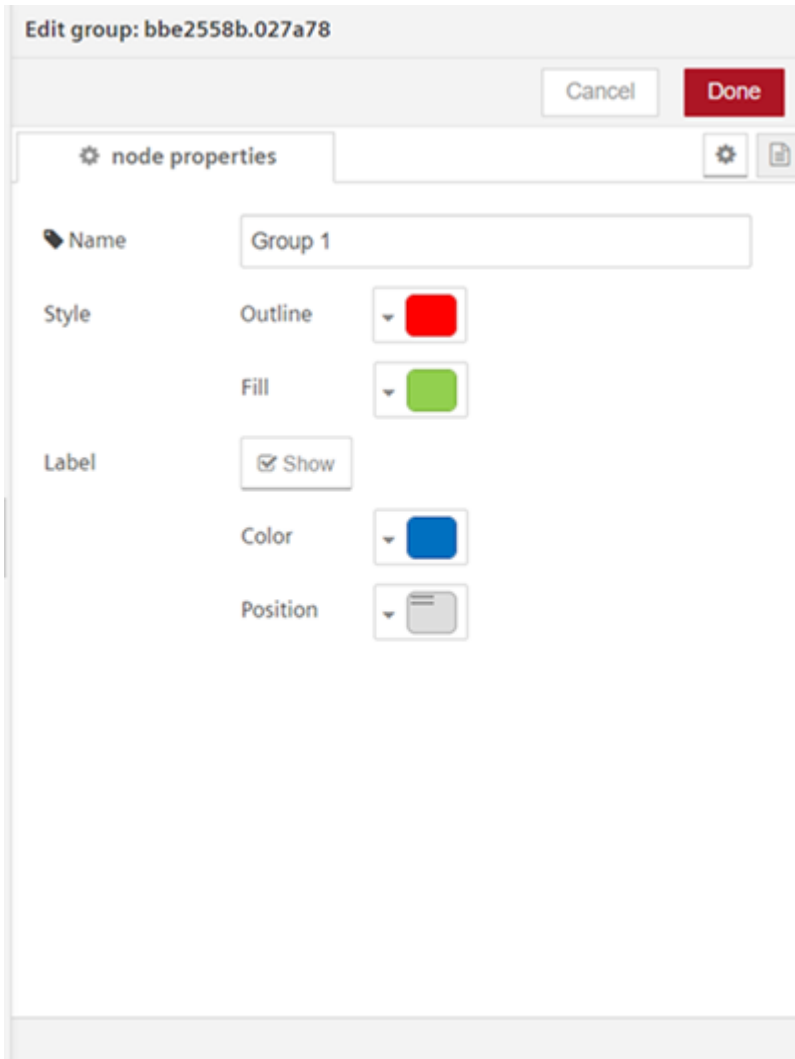 Edit group: bbe2558b.027a78
Cancel Done
node properties
Name Group 1
Style Outline
Fill
Label Show
Color
Position